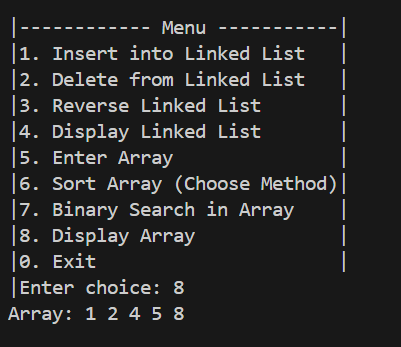 |------------ Menu -----------|
|1. Insert into Linked List   |
|2. Delete from Linked List   |
|3. Reverse Linked List       |
|4. Display Linked List       |
|5. Enter Array               |
|6. Sort Array (Choose Method)|
|7. Binary Search in Array    |
|8. Display Array             |
|0. Exit                      |
|Enter choice: 8
Array: 1 2 4 5 8